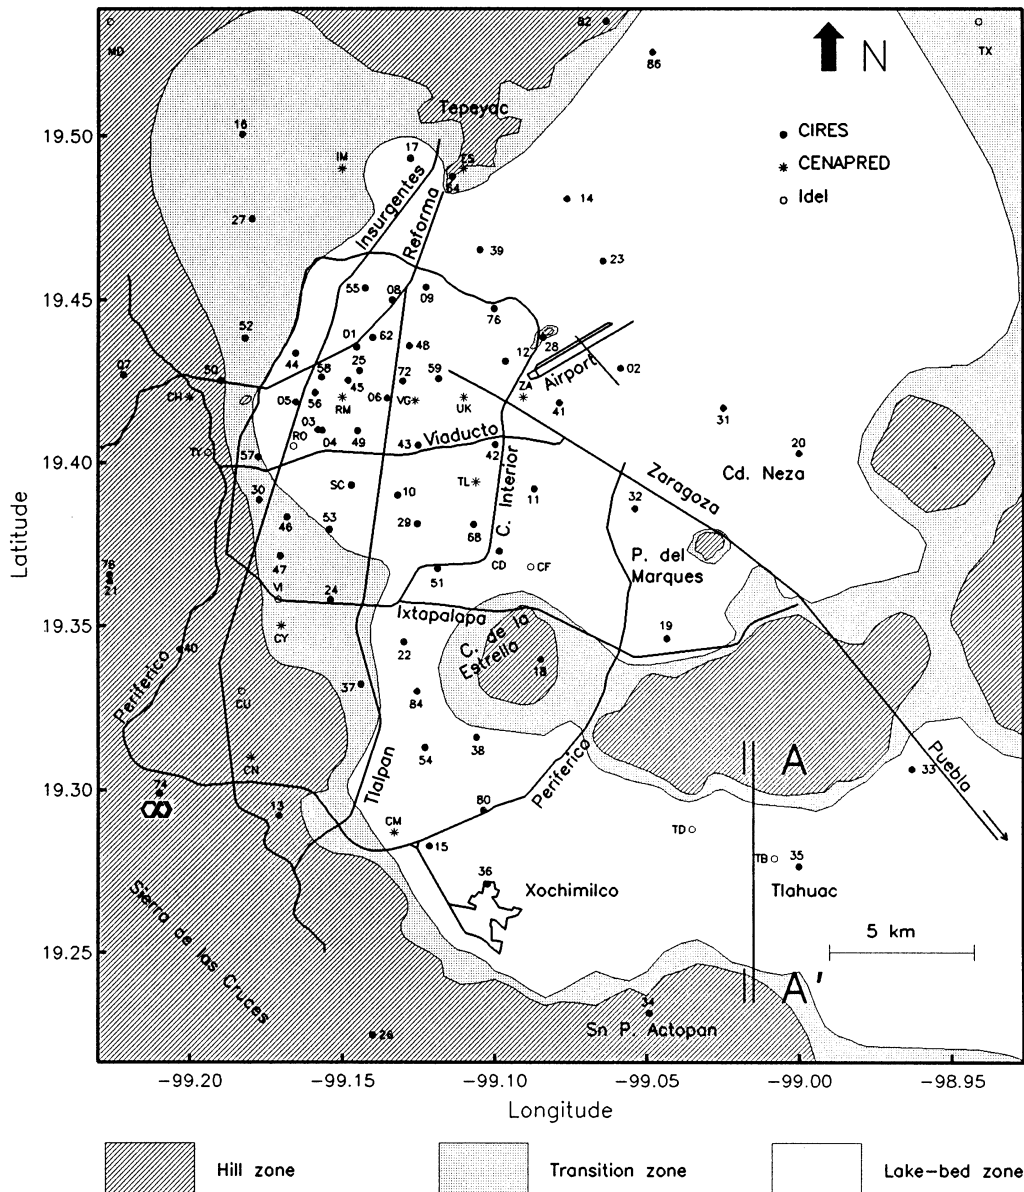 82
MD
86
TX
N
Tepeyac
19.50
16
CIRES
IM
17
TS
CENAPRED
64
Idel
Insurgentes
Reforma
14
27
39
23
19.45
55
08
09
76
52
01
62
48
12
28
44
25
Airport
07
50
58
45
72
59
ZA
02
CH
05
56
RM
06
VG
UK
41
31
03
04
RO
49
43
Viaducto
42
20
19.40
TY
57
C. Interior
Zaragoza
Cd. Neza
30
SC
10
TL
11
32
46
53
29
68
P. del
Marques
47
51
CD
CF
76
21
VI
24
Ixtapalapa
19.35
CY
22
C. de la
Estrella
19
40
18
Periferico
CU
37
84
CN
54
38
Periferico
A
Puebla
33
19.30
74
Tlalpan
80
13
CM
15
TD
TB
35
36
Xochimilco
Tlahuac
Sierra de las Cruces
5 km
19.25
A'
34
Sn P. Actopan
26
Latitude
−99.20
−99.15
−99.10
−99.05
−99.00
−98.95
Longitude
Hill zone
Transition zone
Lake−bed zone